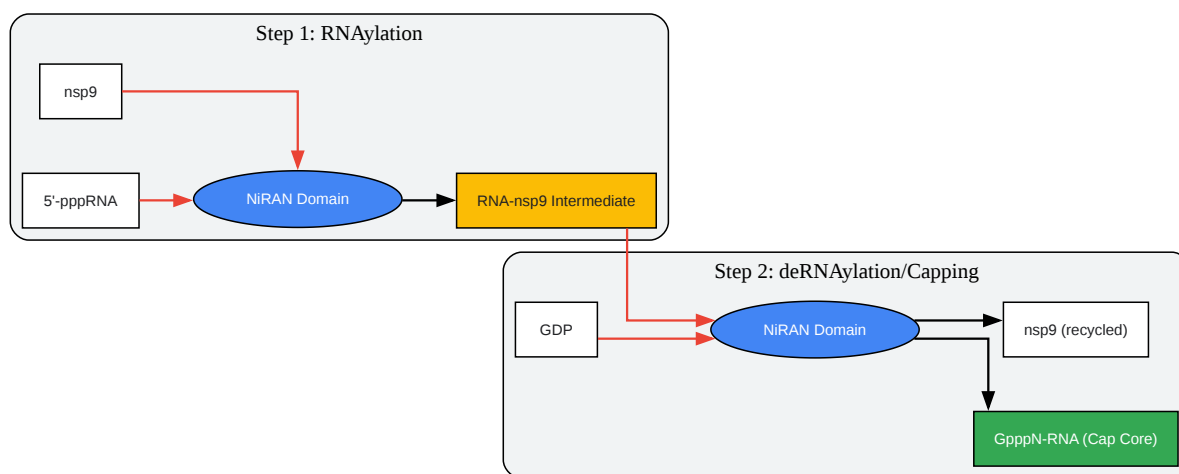 Step 1: RNAylation
nsp9
5'-pppRNA
NiRAN Domain
RNA-nsp9 Intermediate
Step 2: deRNAylation/Capping
GDP
NiRAN Domain
nsp9 (recycled)
GpppN-RNA (Cap Core)